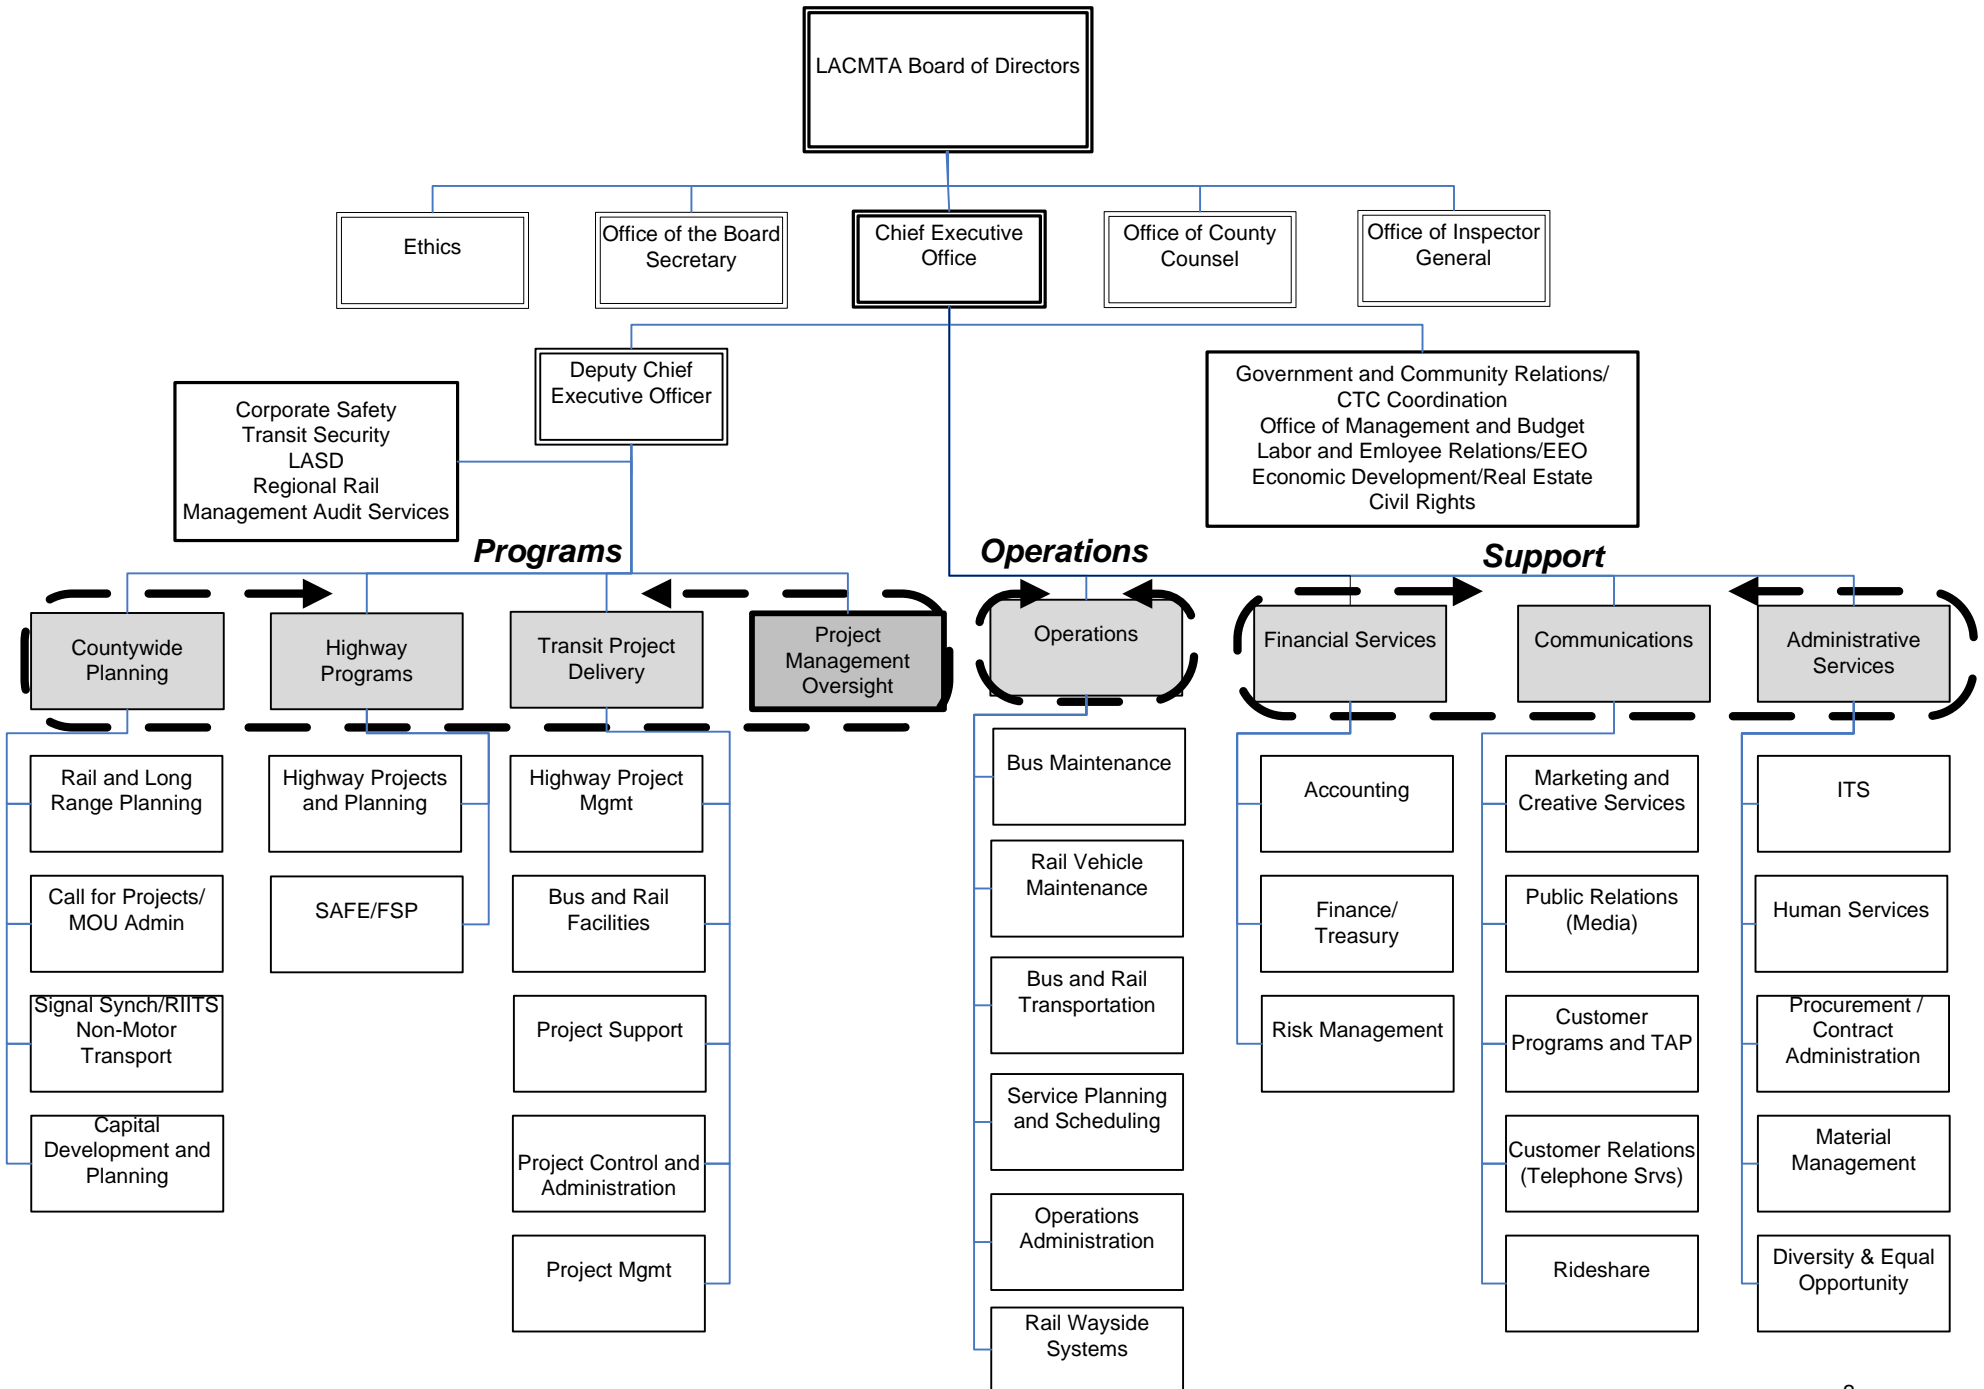 LACMTA Board of Directors
Ethics
Office of the Board
Secretary
Chief Executive
Office
Office of County
Counsel
Office of Inspector
General
Deputy Chief
Executive Officer
Corporate Safety
Transit Security
LASD
Regional Rail
Management Audit Services
Government and Community Relations/
CTC Coordination
Office of Management and Budget
Labor and Emloyee Relations/EEO
Economic Development/Real Estate
Civil Rights
Programs
Operations
Support
Countywide
Planning
Highway
Programs
Transit Project
Delivery
Project
Management
Oversight
Operations
Financial Services
Communications
Administrative
Services
Rail and Long
Range Planning
Call for Projects/
MOU Admin
Signal Synch/RIITS
Non-Motor
Transport
Capital
Development and
Planning
Highway Projects
and Planning
SAFE/FSP
Highway Project
Mgmt
Bus and Rail
Facilities
Project Support
Project Control and
Administration
Project Mgmt
Bus Maintenance
Rail Vehicle
Maintenance
Bus and Rail
Transportation
Service Planning
and Scheduling
Operations
Administration
Rail Wayside
Systems
Accounting
Finance/
Treasury
Risk Management
Marketing and
Creative Services
Public Relations
(Media)
Customer
Programs and TAP
Customer Relations
(Telephone Srvs)
Rideshare
ITS
Human Services
Procurement /
Contract
Administration
Material
Management
Diversity & Equal
Opportunity